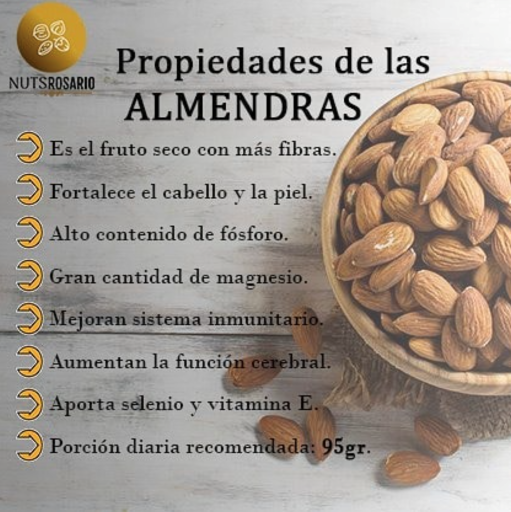 NUTSROSARIO
Propiedades de las
ALMENDRAS
Es el fruto seco con más fibras.
Fortalece el cabello y la piel.
Alto contenido de fósforo.
Gran cantidad de magnesio.
Mejoran sistema inmunitario.
Aumentan la función cerebral.
Aporta selenio y vitamina E.
Porción diaria recomendada: 95gr.